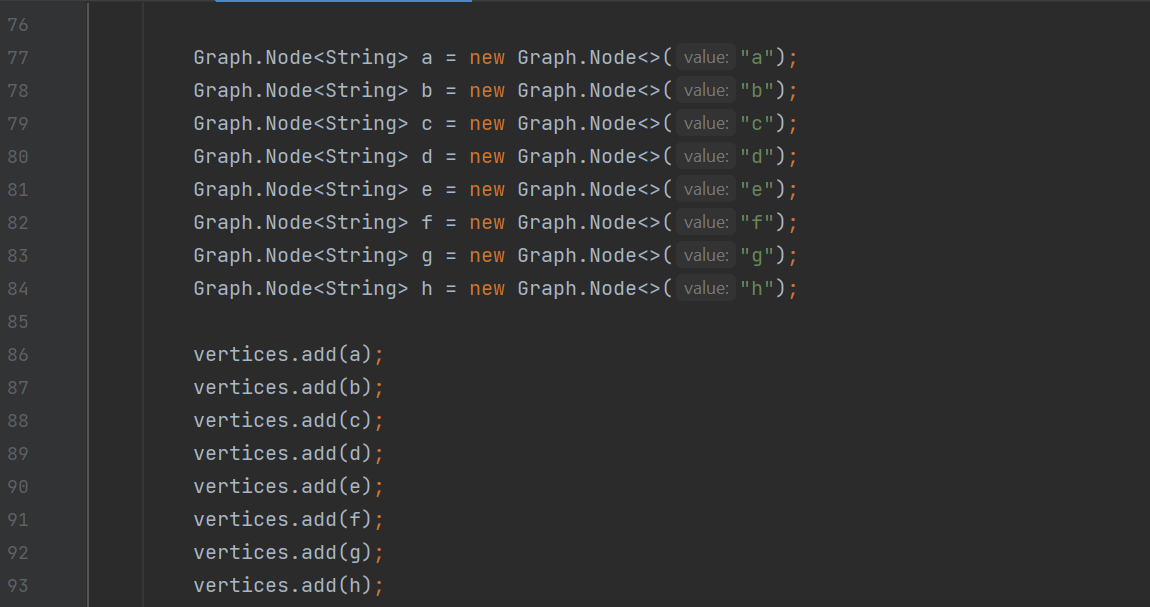 76
77 Graph.Node<String> a = new Graph.Node<>( value: "a");
78 Graph.Node<String> b = new Graph.Node<>( value: "b");
79 Graph.Node<String> c = new Graph.Node<>( value: "c");
80 Graph.Node<String> d = new Graph.Node<>( value: "d");
81 Graph.Node<String> e = new Graph.Node<>( value: "e");
82 Graph.Node<String> f = new Graph.Node<>( value: "f");
83 Graph.Node<String> g = new Graph.Node<>( value: "g");
84 Graph.Node<String> h = new Graph.Node<>( value: "h");
85
86 vertices.add(a);
87 vertices.add(b);
88 vertices.add(c);
89 vertices.add(d);
90 vertices.add(e);
91 vertices.add(f);
92 vertices.add(g);
93 vertices.add(h);